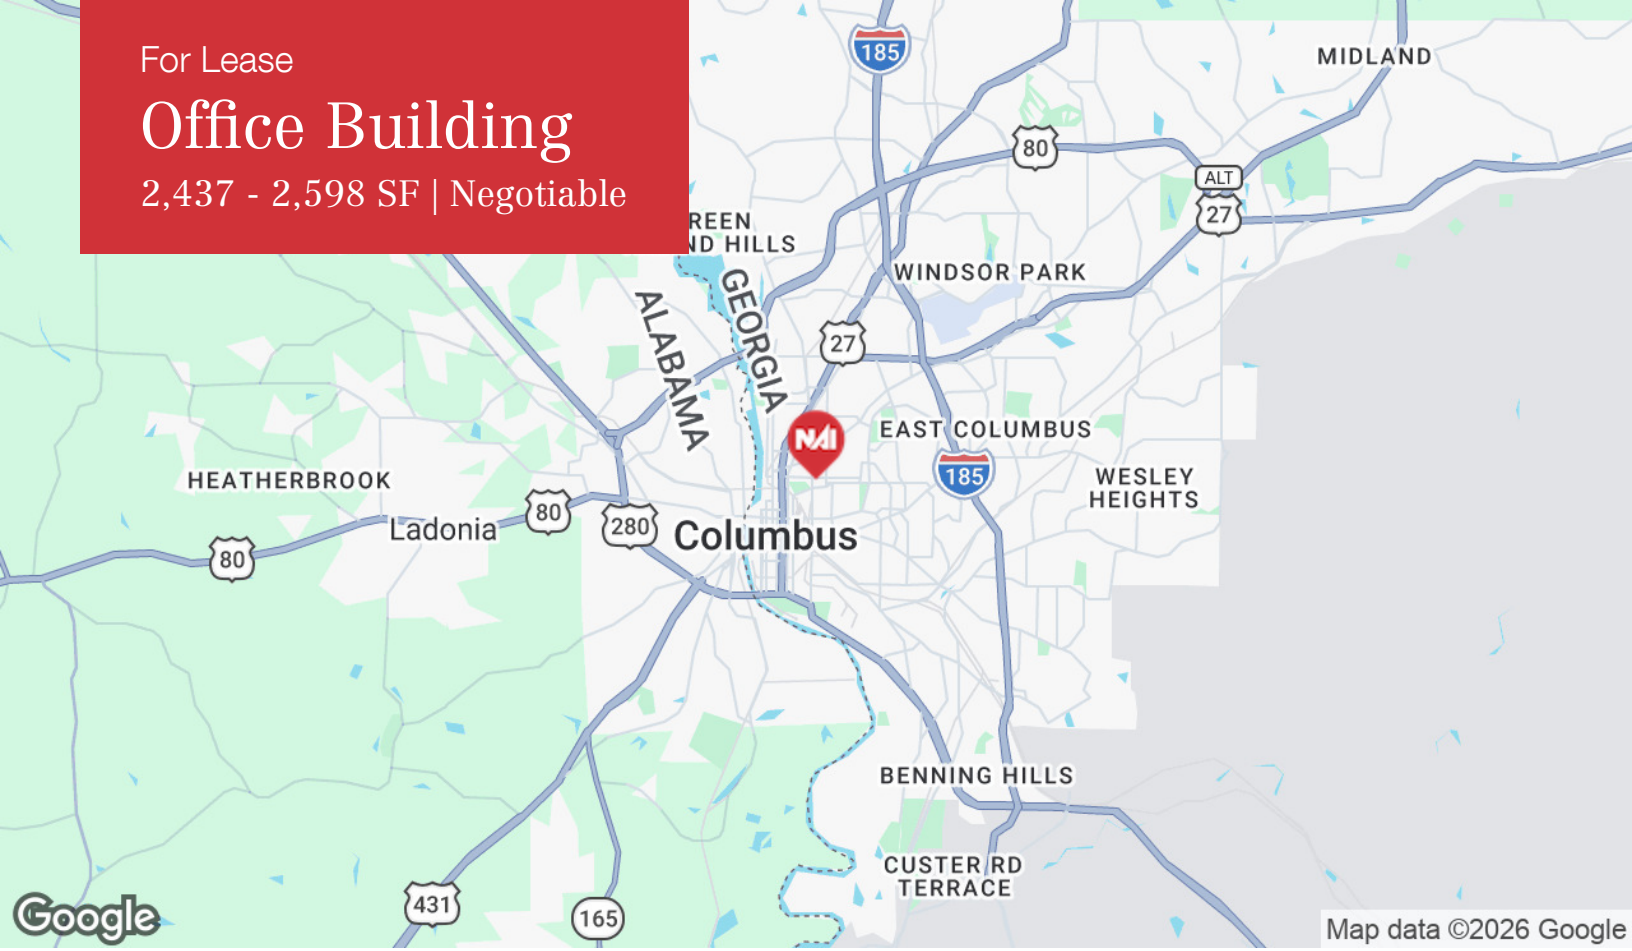 For Lease
Office Building
2,437 - 2,598 SF | Negotiable
185
MIDLAND
80
ALT
27
REEN
ND HILLS
WINDSOR PARK
GEORGIA
ALABAMA
27
NAI
EAST COLUMBUS
185
WESLEY
HEIGHTS
HEATHERBROOK
80
Ladonia
280
Columbus
80
BENNING HILLS
CUSTER RD
TERRACE
431
165
Google
Map data ©2026 Google